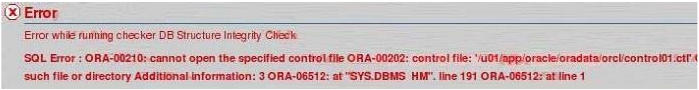 Error
Error while running checker DB Structure Integrity Check
SQL Error : ORA-00210: cannot open the specified control file ORA-00202: control file: '/u01/app/oracle/oradata/orcl/control01.ctl'
such file or directory Additional information: 3 ORA-06512: at "SYS.DBMS_HM", line 191 ORA-06512: at line 1